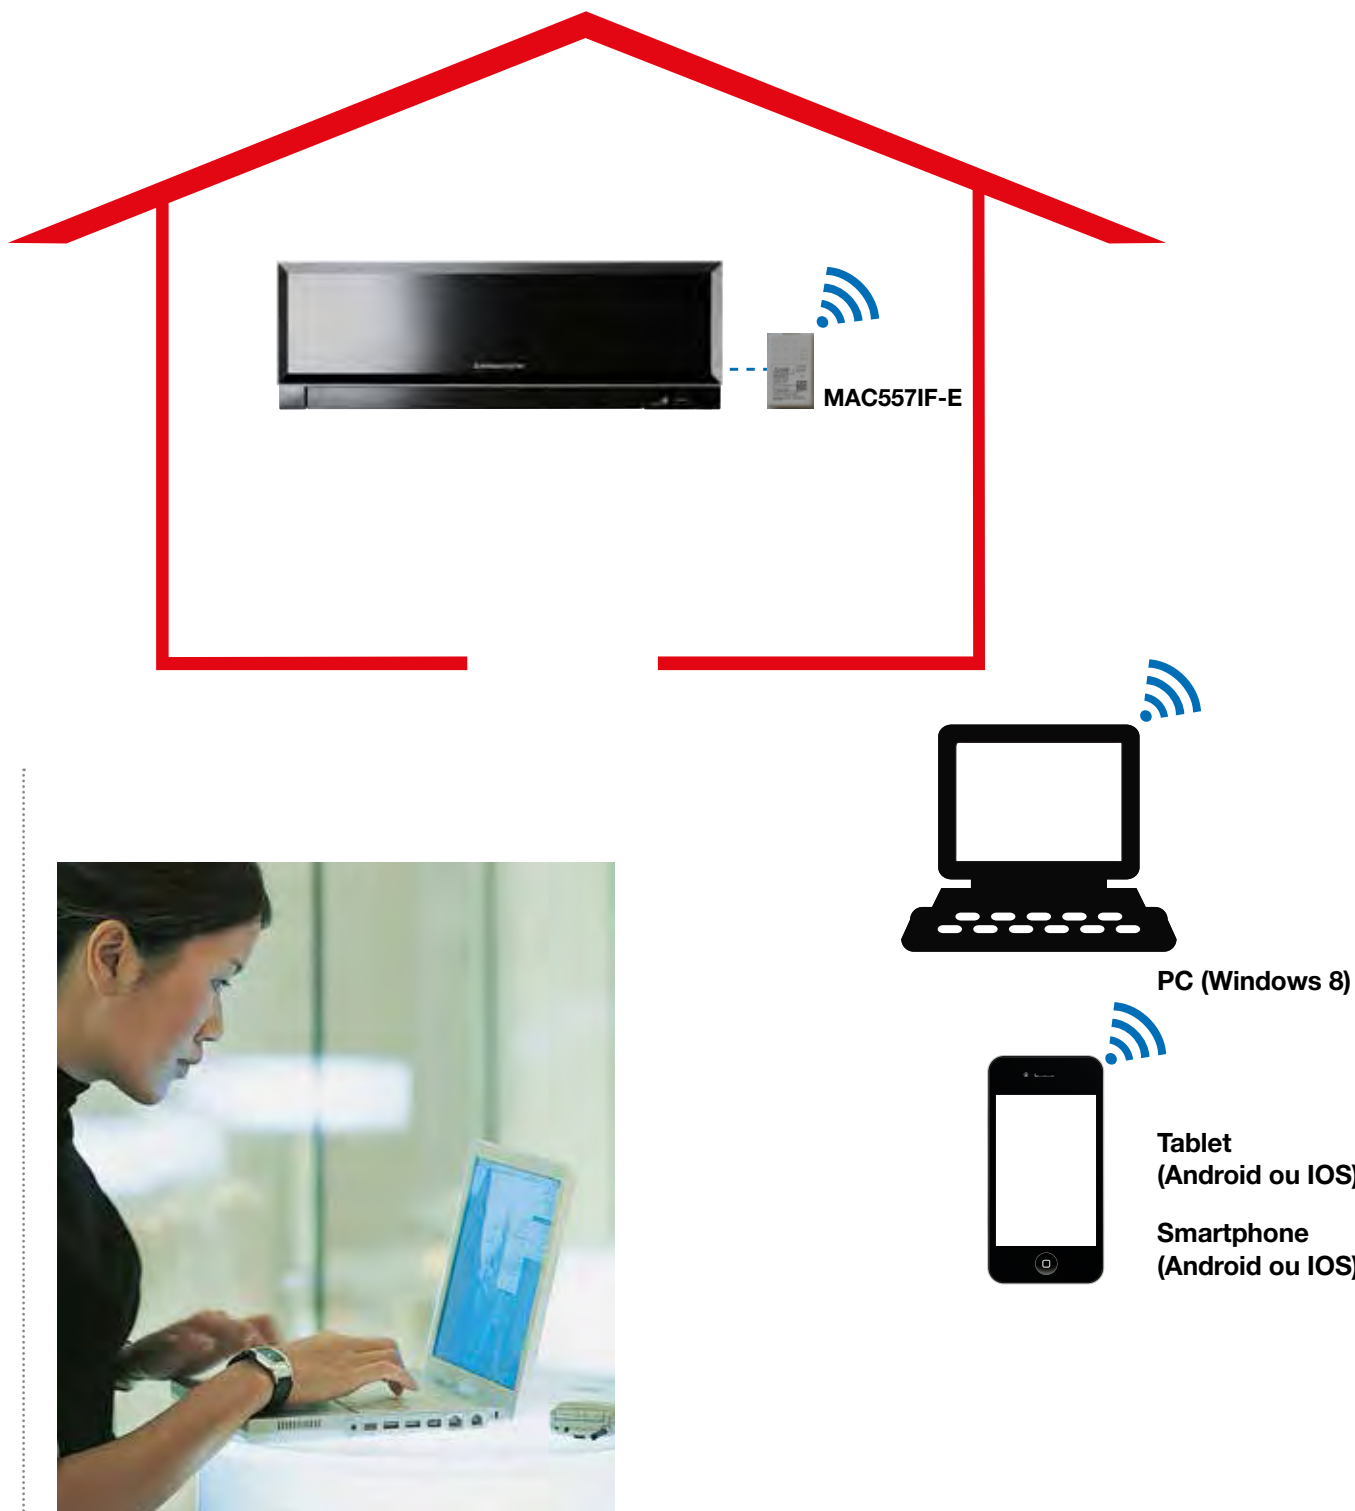 MAC557IF-E
PC (Windows 8)
Tablet
(Android ou IOS)
Smartphone
(Android ou IOS)